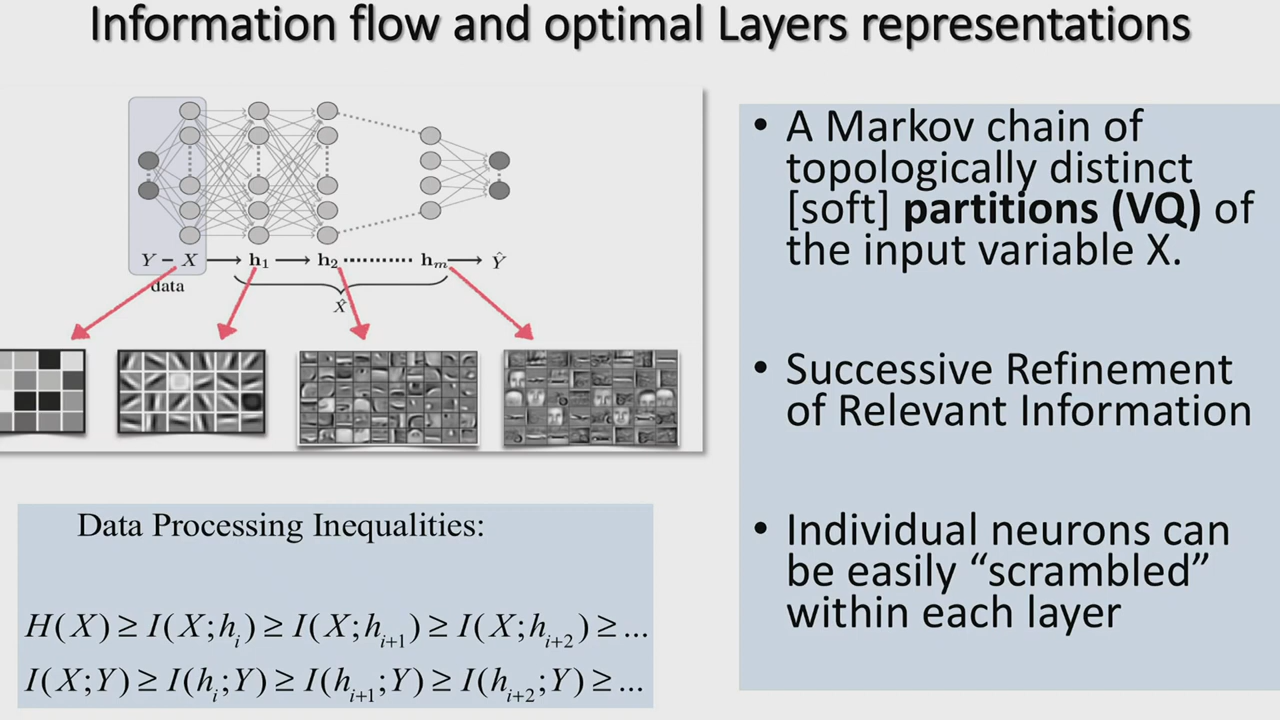 Information flow and optimal Layers representations
Y − X → h₁ → h₂ ⋯⋯⋯⋯ hₘ → Ŷ
data
X̂
• A Markov chain of
topologically distinct
[soft] partitions (VQ) of
the input variable X.
• Successive Refinement
of Relevant Information
• Individual neurons can
be easily “scrambled”
within each layer
Data Processing Inequalities:
H(X) ≥ I(X;hᵢ) ≥ I(X;hᵢ₊₁) ≥ I(X;hᵢ₊₂) ≥ ...
I(X;Y) ≥ I(hᵢ;Y) ≥ I(hᵢ₊₁;Y) ≥ I(hᵢ₊₂;Y) ≥ ...